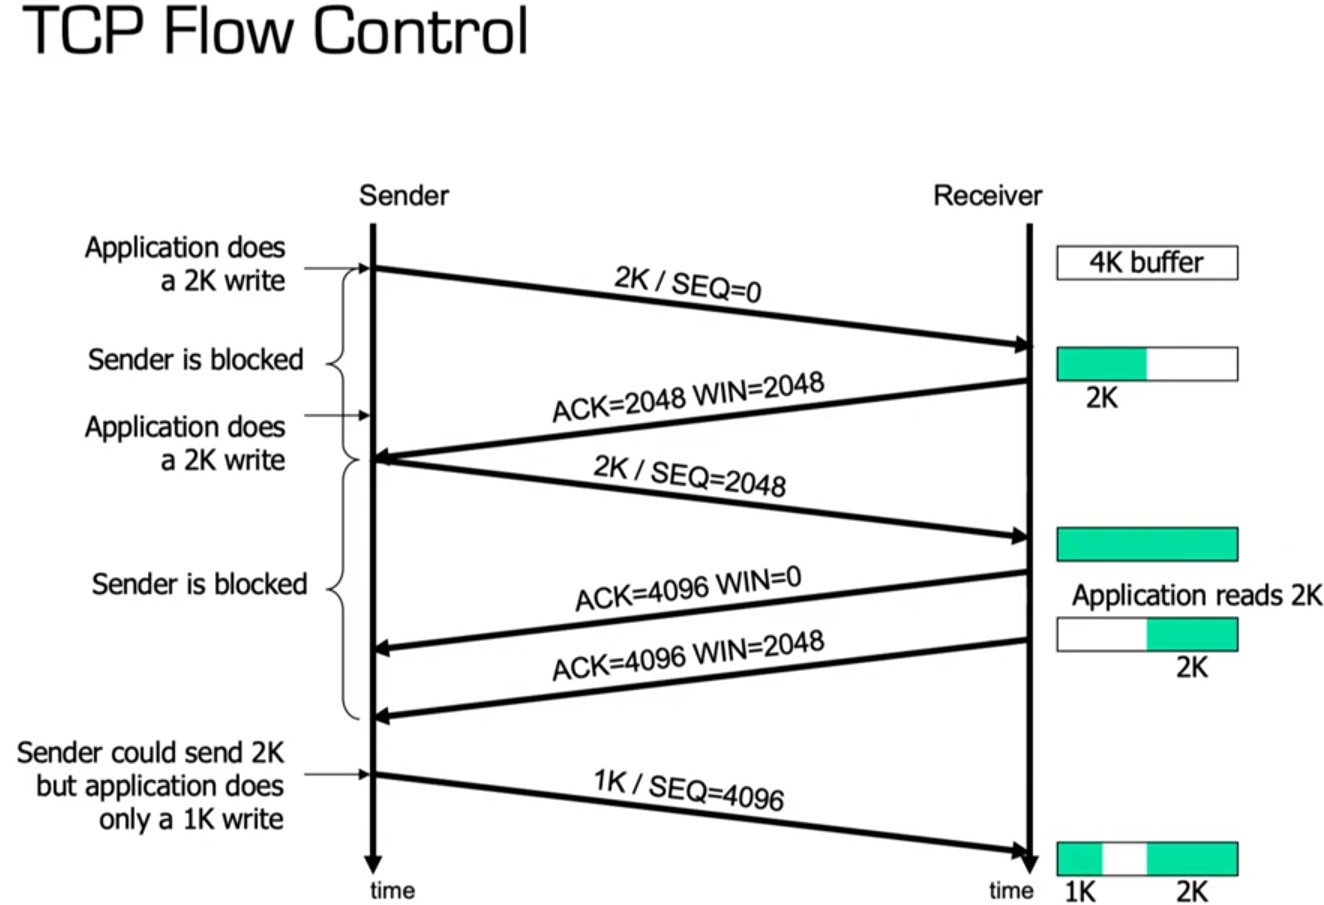 TCP Flow Control
Sender
Receiver
Application does
a 2K write
2K / SEQ=0
4K buffer
Sender is blocked
ACK=2048 WIN=2048
2K
Application does
a 2K write
2K / SEQ=2048
Sender is blocked
ACK=4096 WIN=0
Application reads 2K
ACK=4096 WIN=2048
2K
Sender could send 2K
but application does
only a 1K write
1K / SEQ=4096
time
time
1K
2K